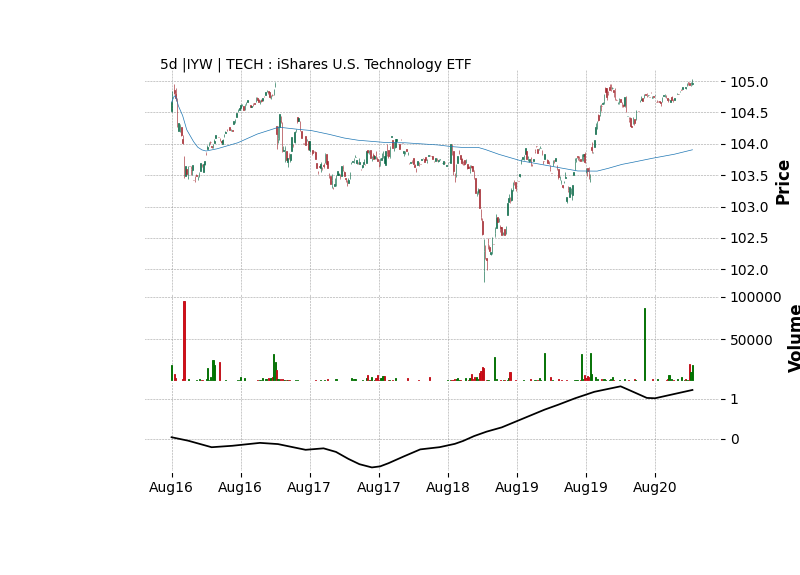 5d |IYW | TECH : iShares U.S. Technology ETF
105.0
104.5
104.0
103.5
103.0
102.5
102.0
Price
100000
50000
Volume
1
0
Aug16 Aug16 Aug17 Aug17 Aug18 Aug19 Aug19 Aug20